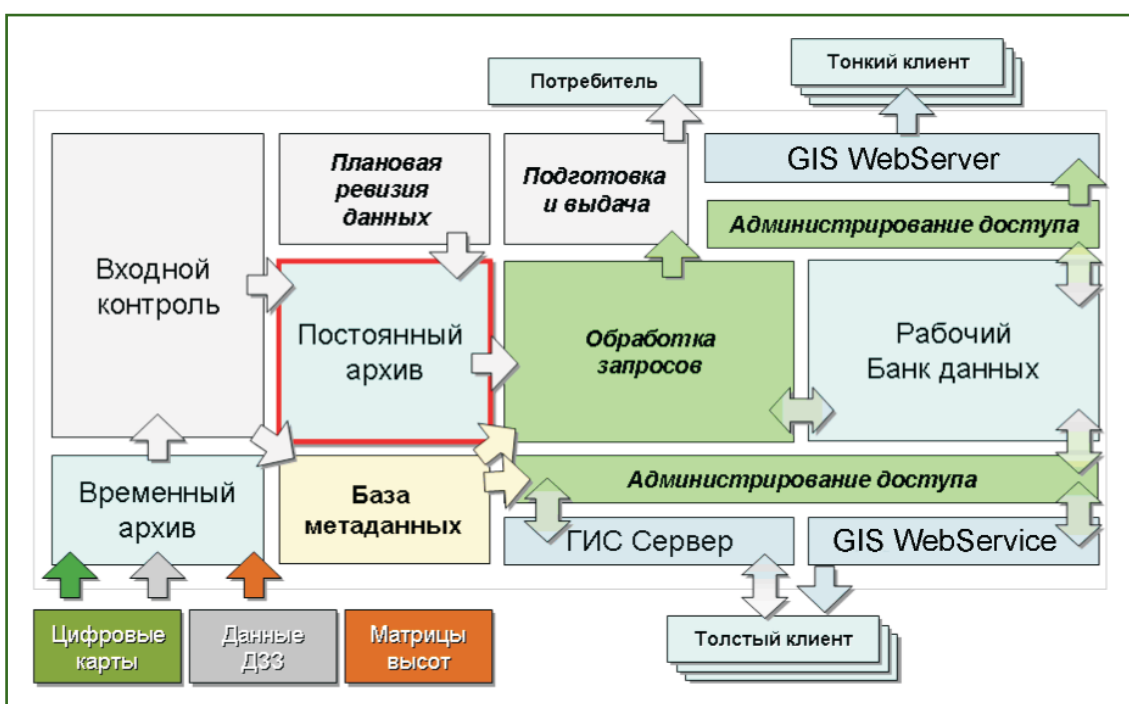 Потребитель
Тонкий клиент
Входной
контроль
Плановая
ревизия
данных
Подготовка
и выдача
GIS WebServer
Администрирование доступа
Постоянный
архив
Обработка
запросов
Рабочий
Банк данных
Временный
архив
База
метаданных
Администрирование доступа
ГИС Сервер
GIS WebService
Цифровые
карты
Данные
ДЗЗ
Матрицы
высот
Толстый клиент